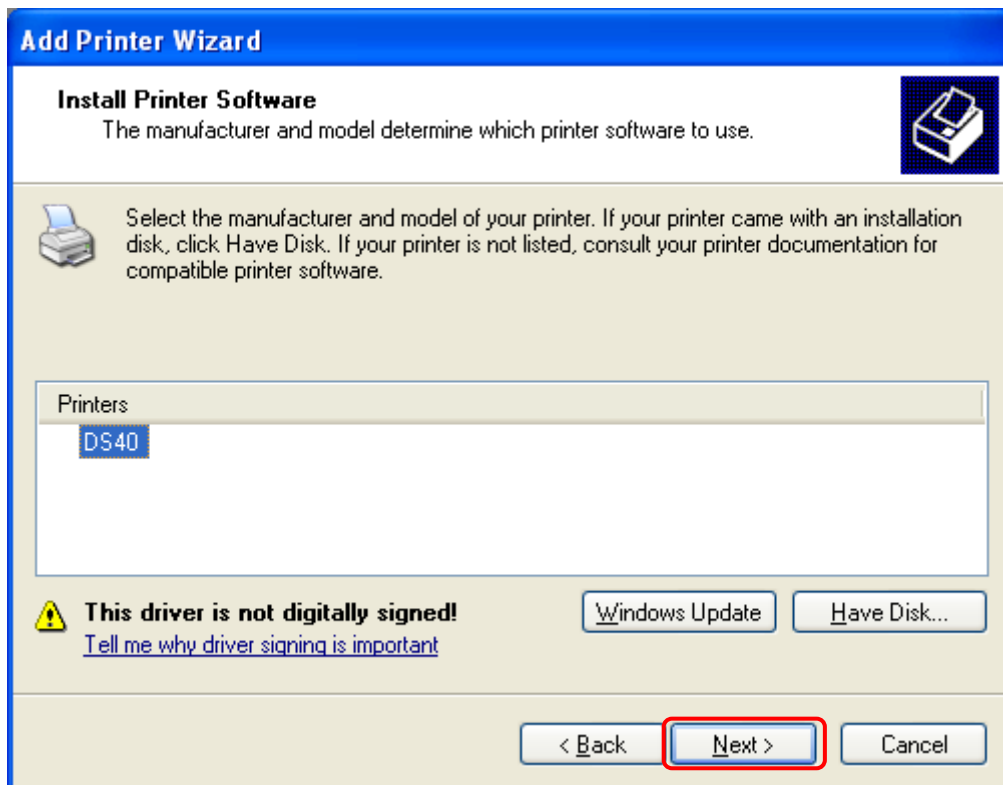 Add Printer Wizard
Install Printer Software
The manufacturer and model determine which printer software to use.
Select the manufacturer and model of your printer. If your printer came with an installation
disk, click Have Disk. If your printer is not listed, consult your printer documentation for
compatible printer software.
Printers
DS40
This driver is not digitally signed!
Windows Update
Have Disk...
Tell me why driver signing is important
< Back
Next >
Cancel